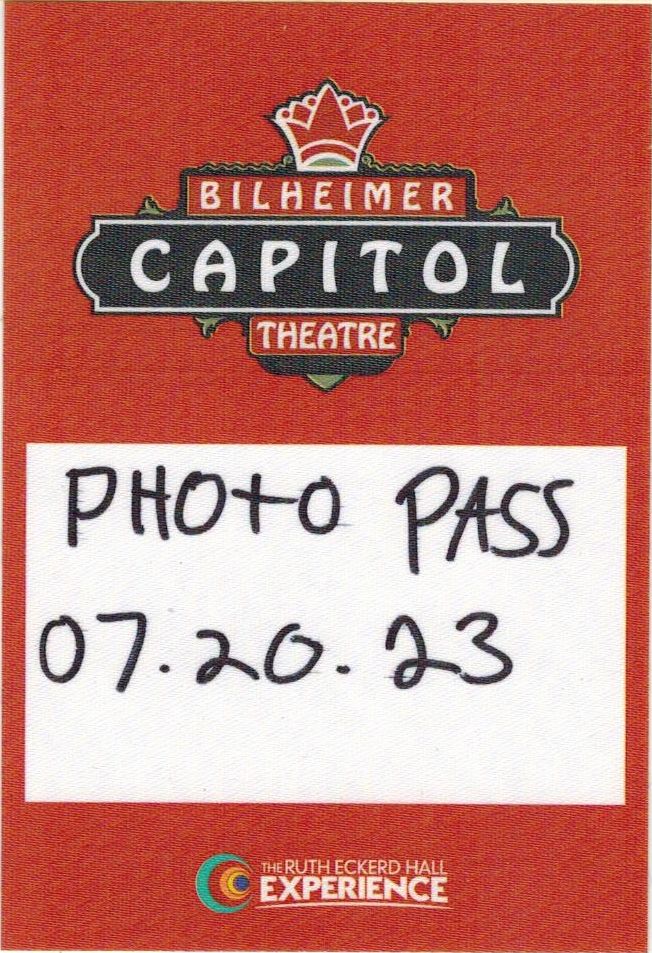 BILHEIMER
CAPITOL
THEATRE
PHOTO PASS
07.20.23
THE RUTH ECKERD HALL
EXPERIENCE